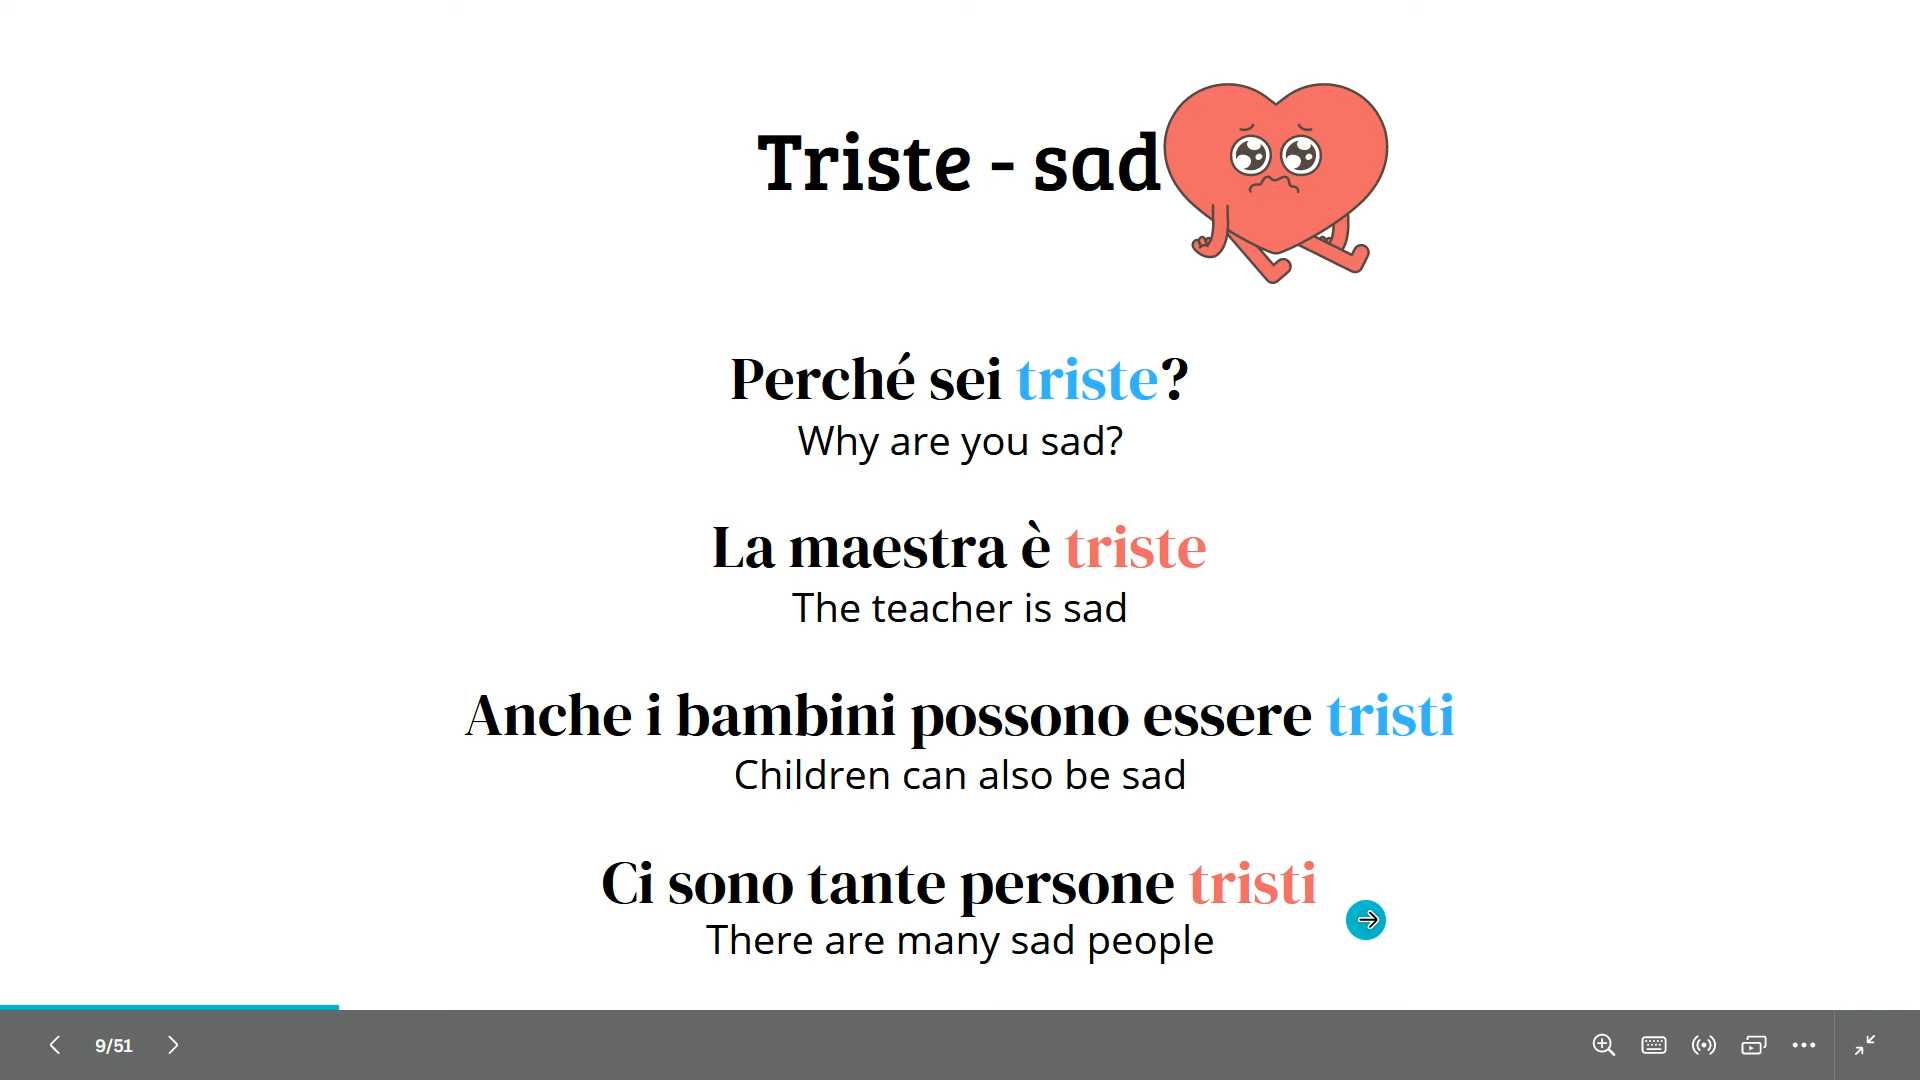 Triste - sad
Perché sei triste?
Why are you sad?
La maestra è triste
The teacher is sad
Anche i bambini possono essere tristi
Children can also be sad
Ci sono tante persone tristi
There are many sad people
9/51